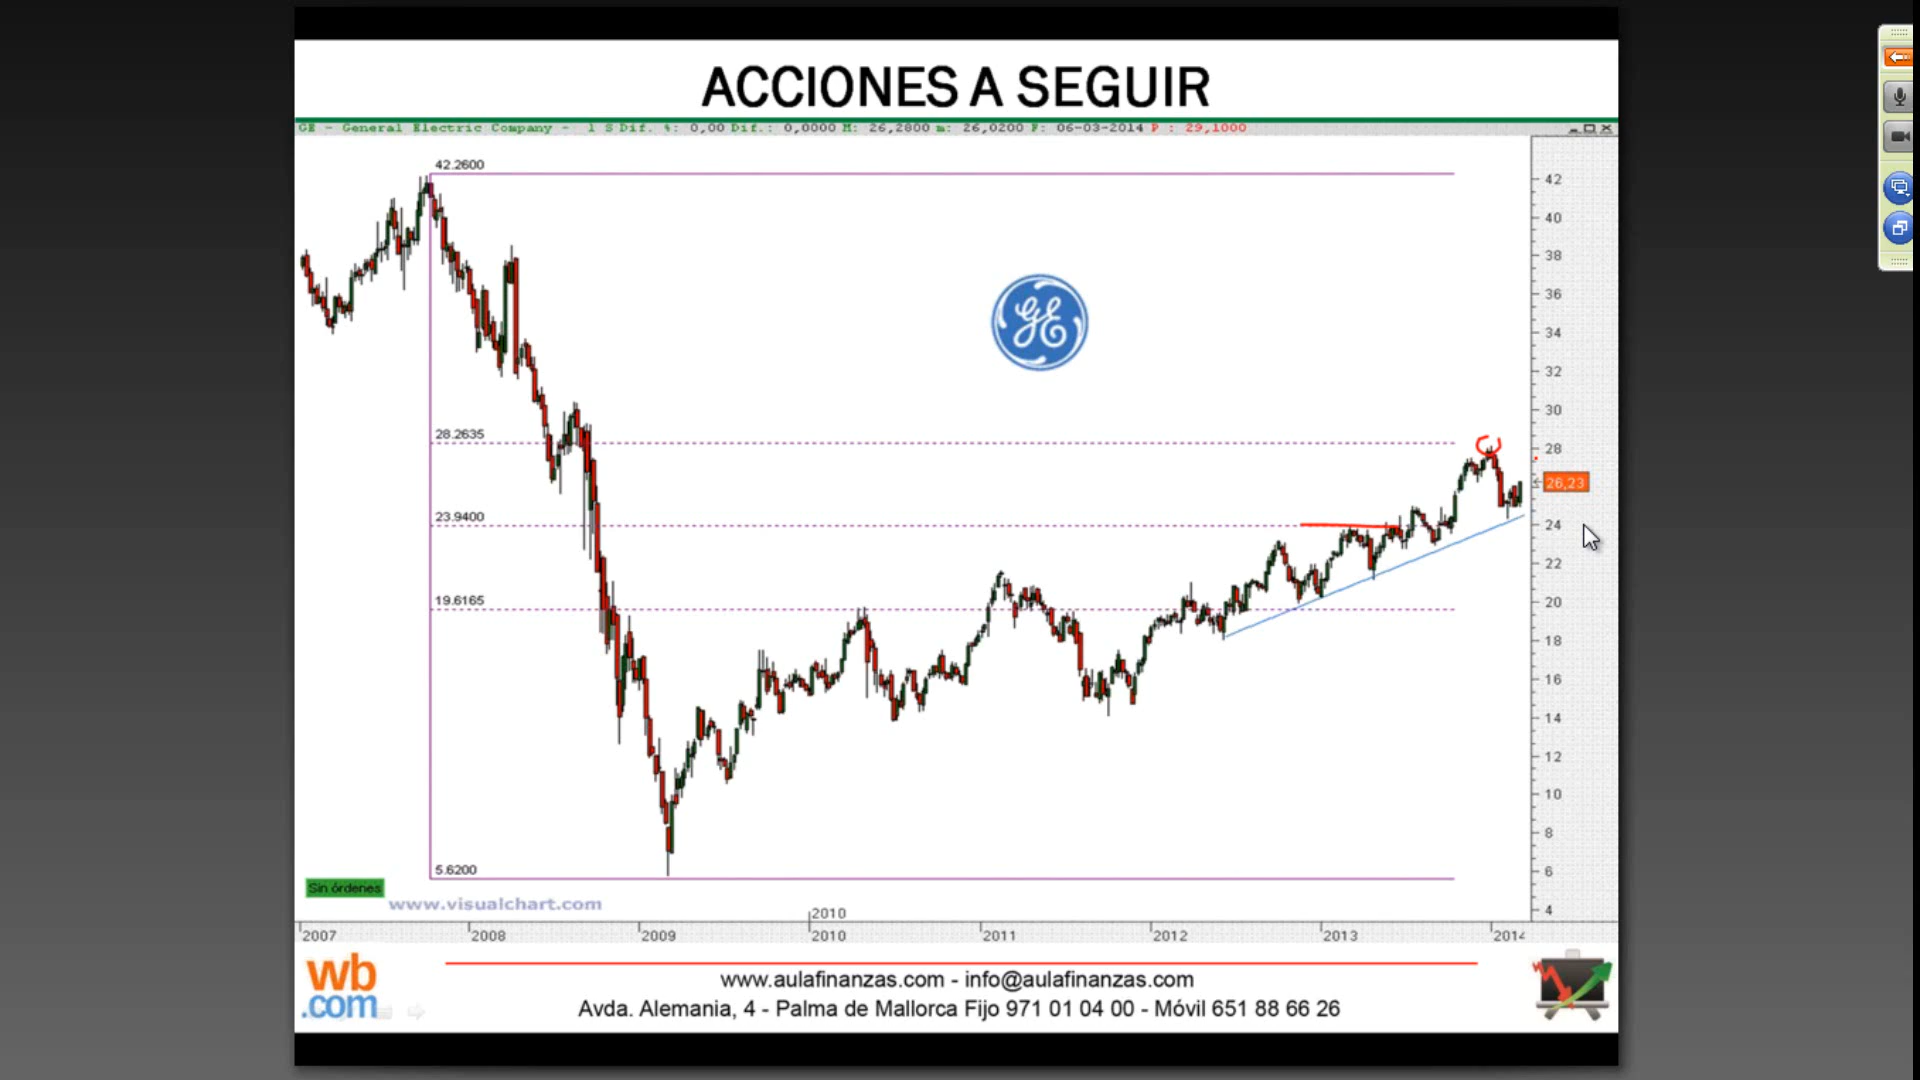 ACCIONES A SEGUIR
GE - General Electric Company - 1 S Dif. %: 0,00 Dif.: 0,0000 M: 26,2800 m: 26,0200 F: 06-03-2014 P : 29,1000
42.2600
42
40
38
36
34
32
30
GE
28.2635
28
26,23
23.9400
24
22
19.6165
20
18
16
14
12
10
8
5.6200
6
4
Sin órdenes
www.visualchart.com
2010
2007 2008 2009 2010 2011 2012 2013 2014
wb
.com
www.aulafinanzas.com - info@aulafinanzas.com
Avda. Alemania, 4 - Palma de Mallorca Fijo 971 01 04 00 - Móvil 651 88 66 26